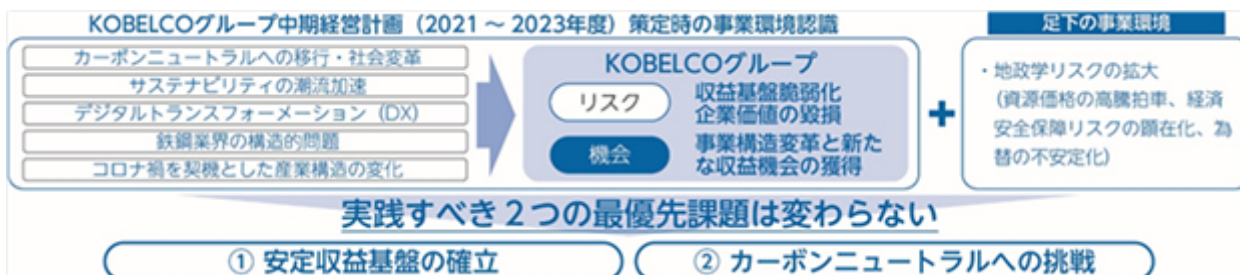 KOBELCOグループ中期経営計画(2021 ～ 2023年度)策定時の事業環境認識
カーボンニュートラルへの移行・社会変革
サステナビリティの潮流加速
デジタルトランスフォーメーション(DX)
鉄鋼業界の構造的問題
コロナ禍を契機とした産業構造の変化
KOBELCOグループ
リスク
収益基盤脆弱化
企業価値の毀損
機会
事業構造変革と新た
な収益機会の獲得
+
足下の事業環境
・地政学リスクの拡大
(資源価格の高騰拍車、経済
安全保障リスクの顕在化、為
替の不安定化)
実践すべき2つの最優先課題は変わらない
① 安定収益基盤の確立
② カーボンニュートラルへの挑戦